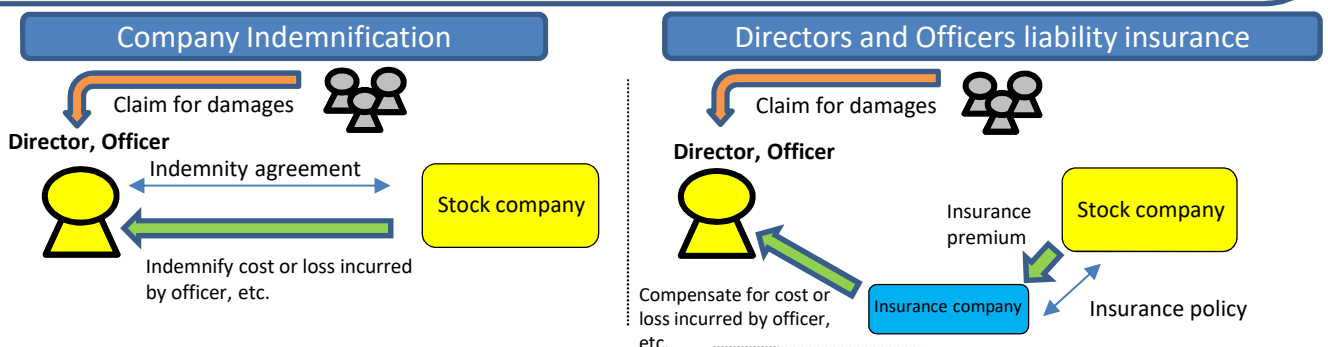 Company Indemnification
Claim for damages
Director, Officer
Indemnity agreement
Stock company
Indemnify cost or loss incurred
by officer, etc.
Directors and Officers liability insurance
Claim for damages
Director, Officer
Insurance
premium
Stock company
Compensate for cost or
loss incurred by officer,
etc.
Insurance company
Insurance policy